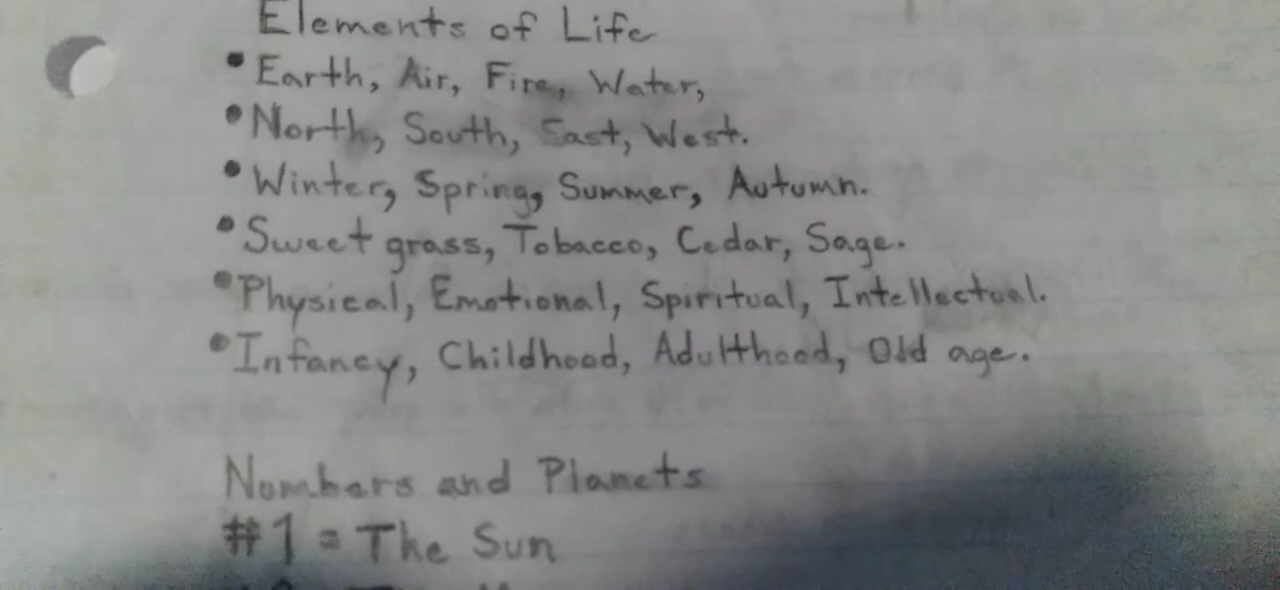 Elements of Life
• Earth, Air, Fire, Water,
• North, South, East, West.
• Winter, Spring, Summer, Autumn.
• Sweet grass, Tobacco, Cedar, Sage.
• Physical, Emotional, Spiritual, Intellectual.
• Infancy, Childhood, Adulthood, Old age.
Numbers and Planets
#1 = The Sun